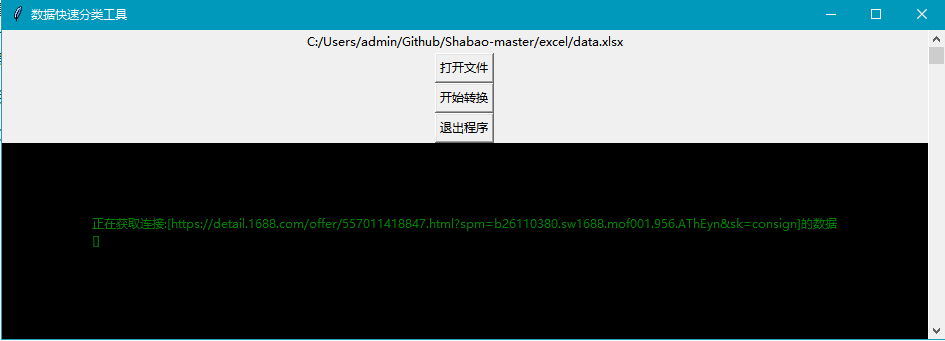 数据快速分类工具
C:/Users/admin/Github/Shabao-master/excel/data.xlsx
打开文件
开始转换
退出程序
正在获取连接:[https://detail.1688.com/offer/557011418847.html?spm=b26110380.sw1688.mof001.956.AThEyn&sk=consign]的数据
[]